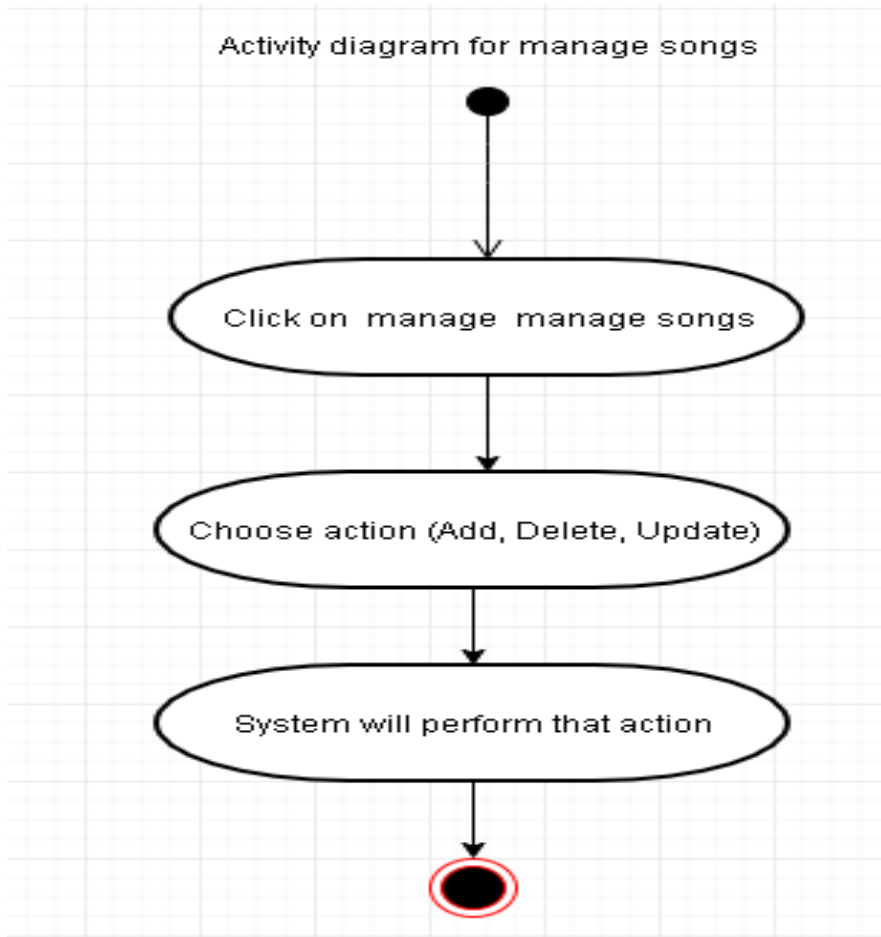 Activity diagram for manage songs
Click on  manage  manage songs
Choose action (Add, Delete, Update)
System will perform that action